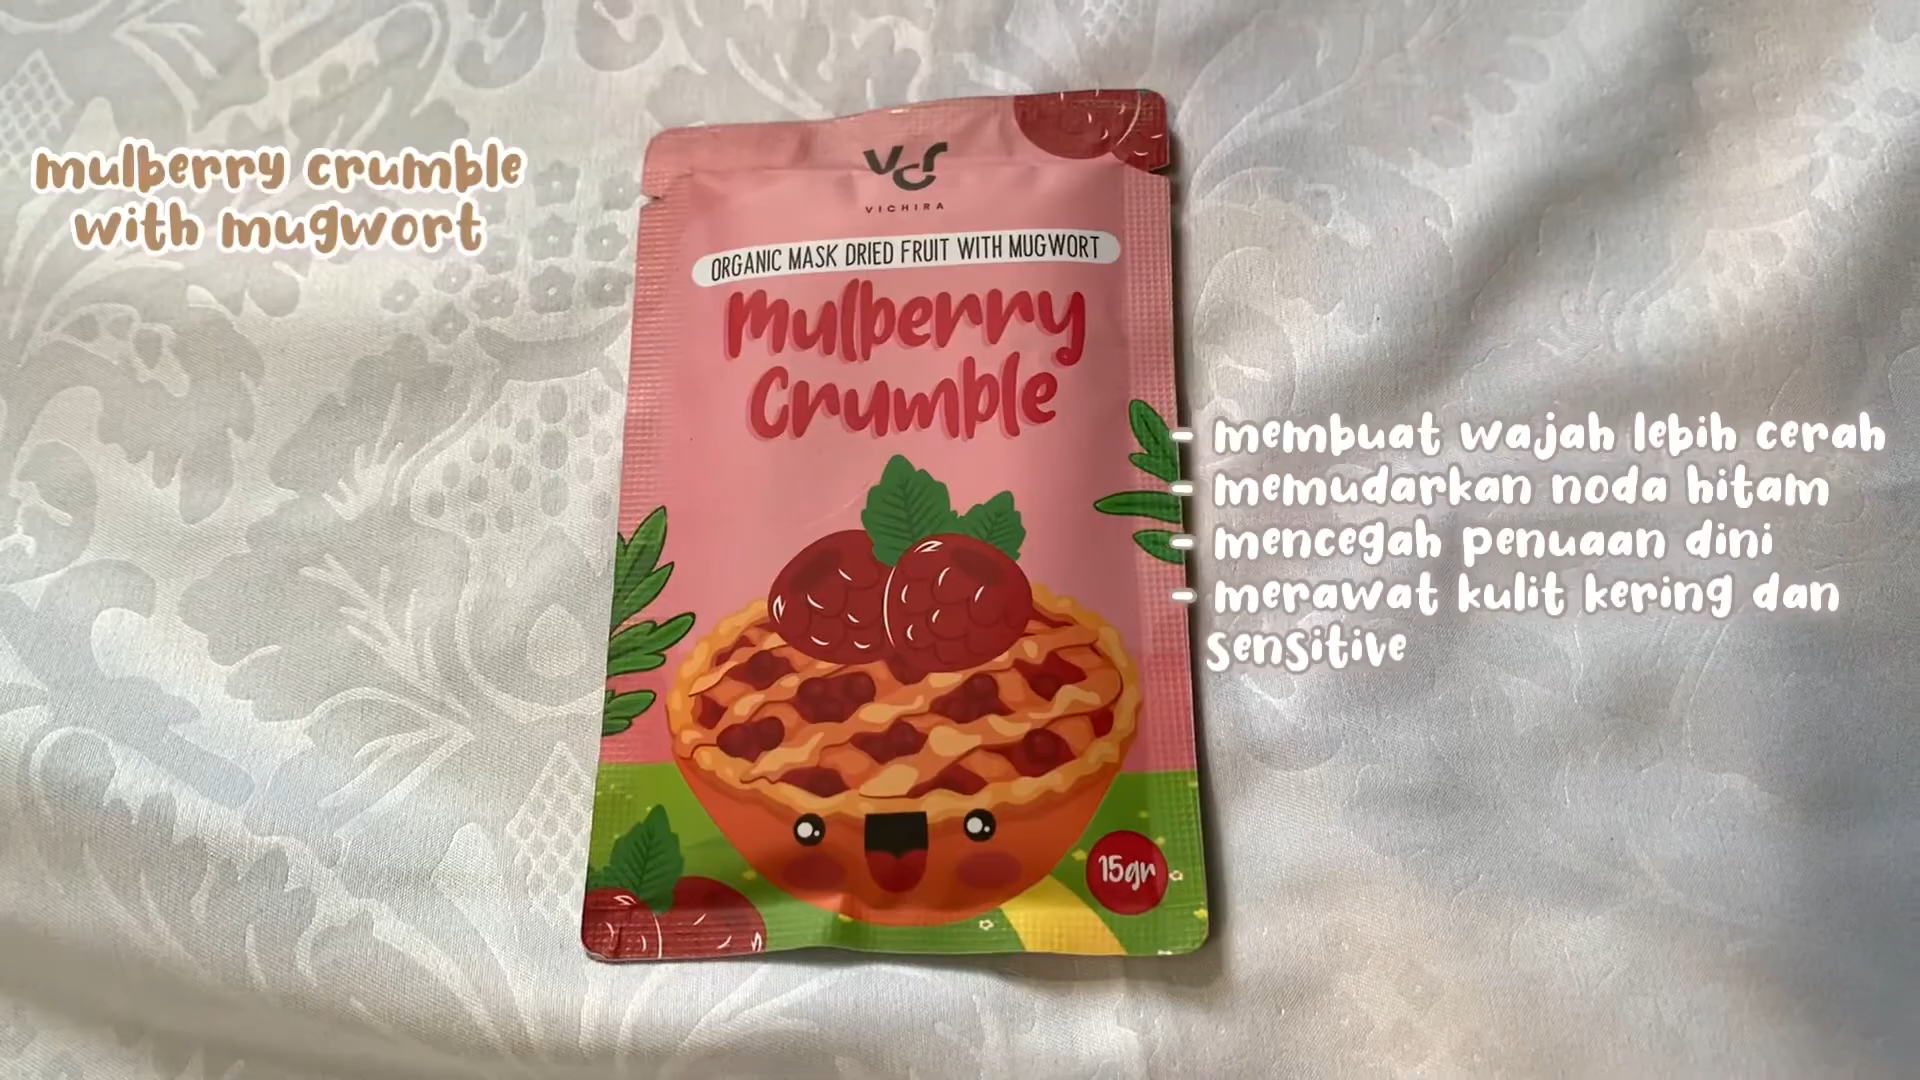 mulberry crumble
with mugwort
vcr
VICHIRA
ORGANIC MASK DRIED FRUIT WITH MUGWORT
Mulberry
Crumble
- membuat wajah lebih cerah
- memudarkan noda hitam
- mencegah penuaan dini
- merawat kulit kering dan
sensitive
15gr